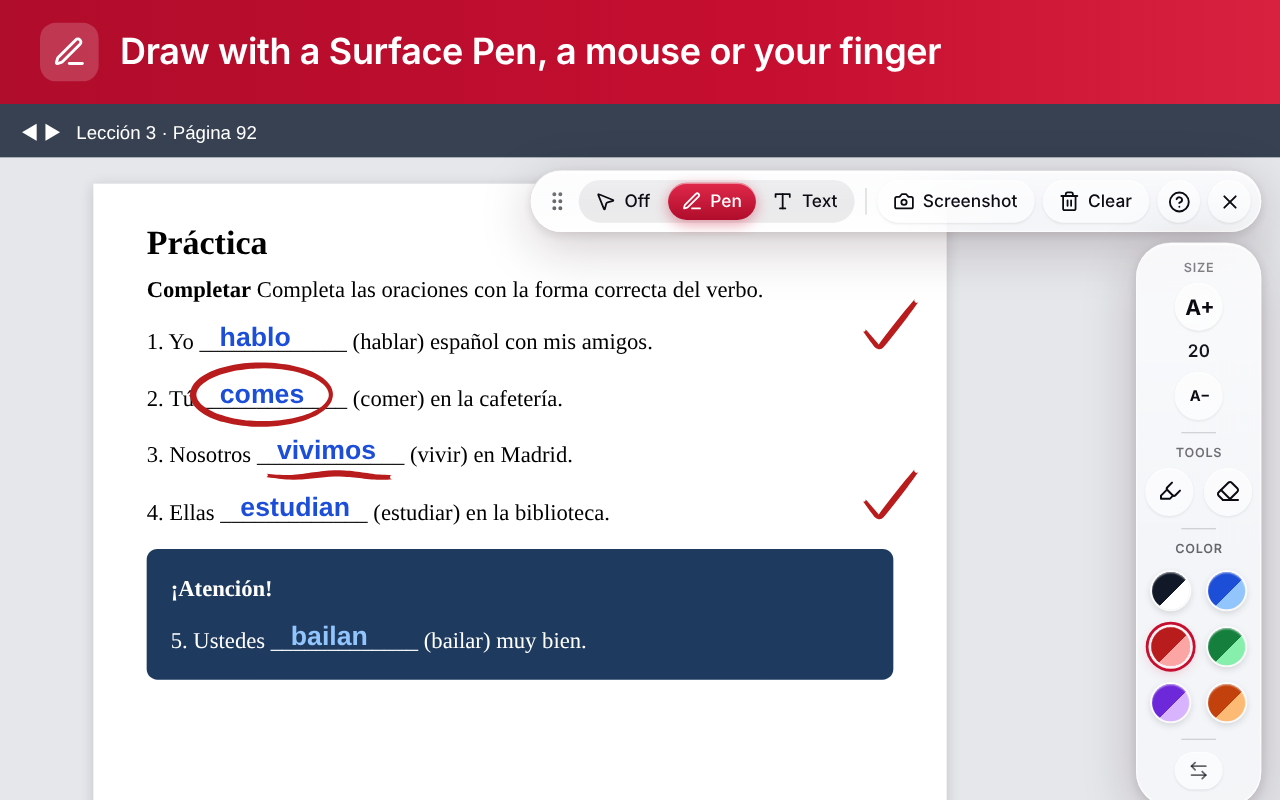 Draw with a Surface Pen, a mouse or your finger
Lección 3 · Página 92
Off Pen Text Screenshot Clear
Práctica
Completar Completa las oraciones con la forma correcta del verbo.
1. Yo hablo (hablar) español con mis amigos.
2. Tú comes (comer) en la cafetería.
3. Nosotros vivimos (vivir) en Madrid.
4. Ellas estudian (estudiar) en la biblioteca.
¡Atención!
5. Ustedes bailan (bailar) muy bien.
SIZE
A+
20
A−
TOOLS
COLOR